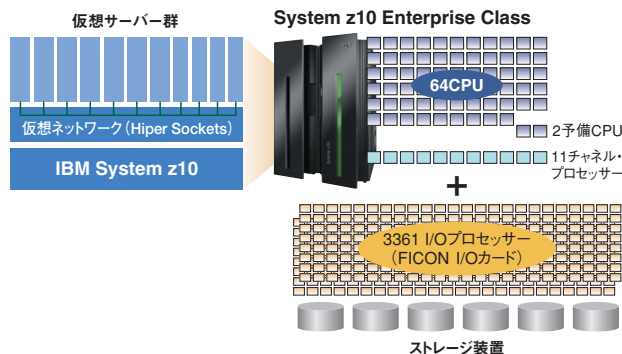 仮想サーバー群
仮想ネットワーク(Hiper Sockets)
IBM System z10
System z10 Enterprise Class
64CPU
2予備CPU
11チャネル・
プロセッサー
+
3361 I/Oプロセッサー
(FICON I/Oカード)
ストレージ装置